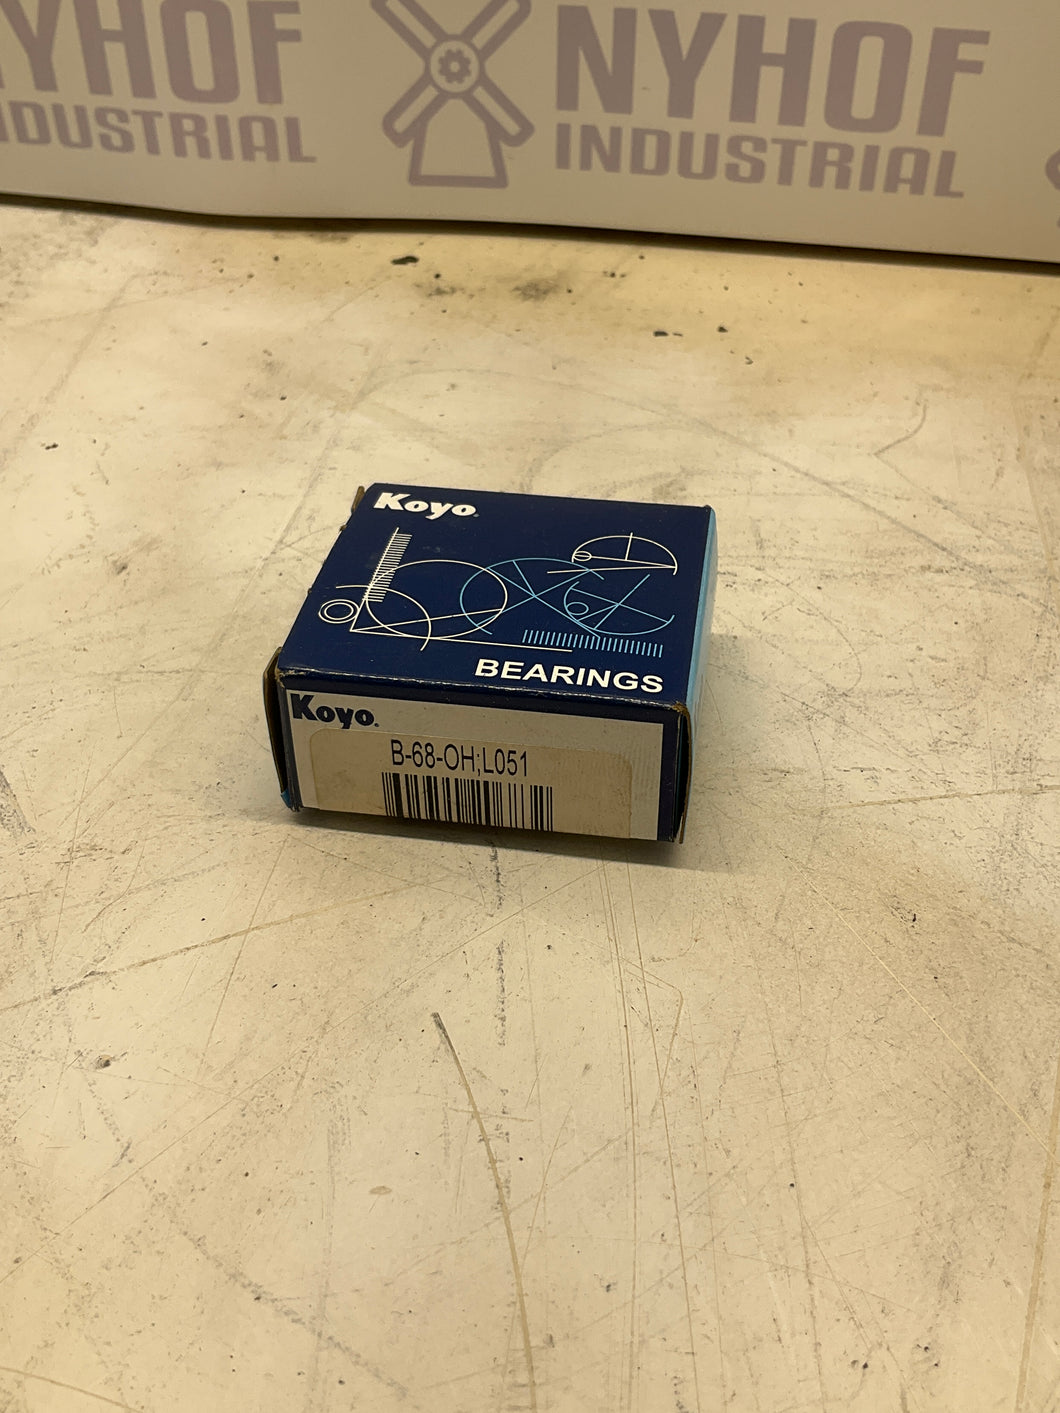 NYHOF
INDUSTRIAL
NYHOF
INDUSTRIAL
Koyo.
BEARINGS
Koyo.
B-68-OH;L051